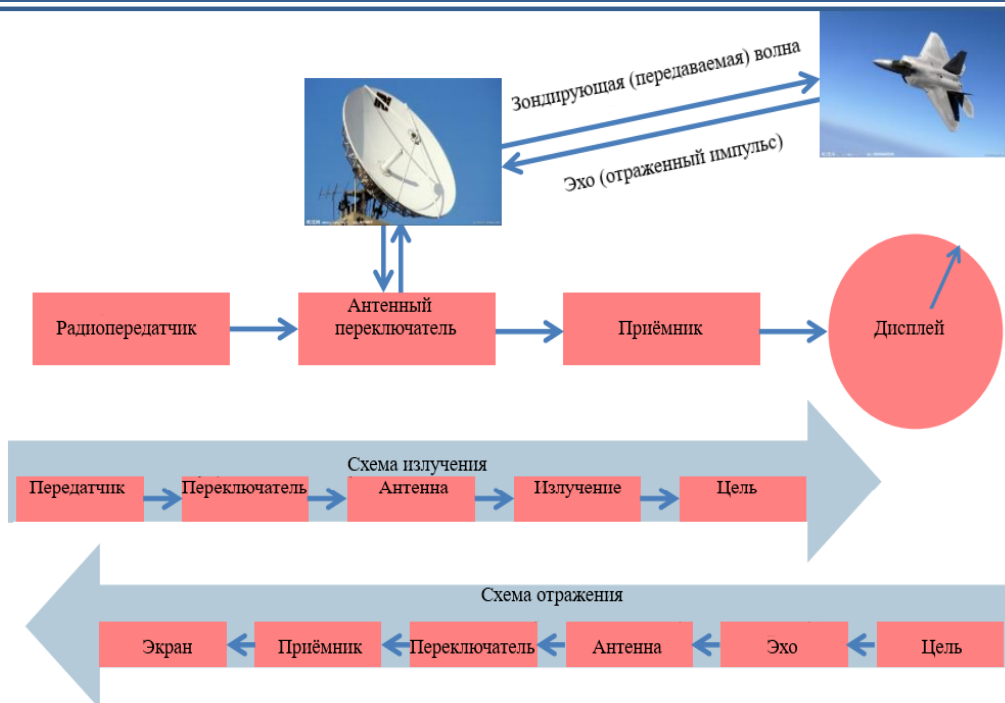 Зондирующая (передаваемая) волна
Эхо (отраженный импульс)
Радиопередатчик
Антенный
переключатель
Приёмник
Дисплей
Схема излучения
Передатчик
Переключатель
Антенна
Излучение
Цель
Схема отражения
Экран
Приёмник
Переключатель
Антенна
Эхо
Цель